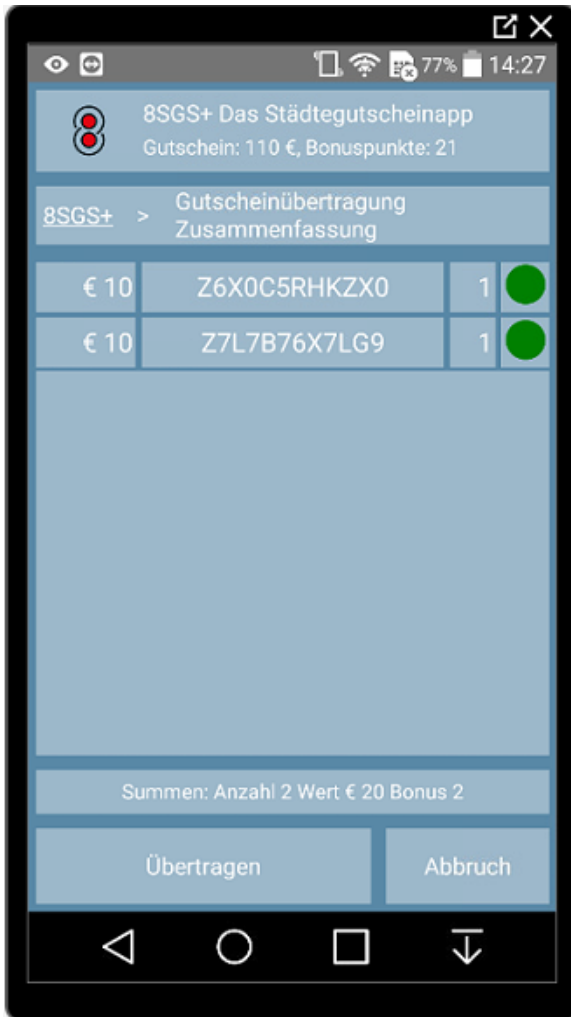 77% 14:27
8SGS+ Das Städtegutscheinapp
Gutschein: 110 €, Bonuspunkte: 21
8SGS+ > Gutscheinübertragung
Zusammenfassung
€ 10 Z6X0C5RHKZX0 1
€ 10 Z7L7B76X7LG9 1
Summen: Anzahl 2 Wert € 20 Bonus 2
Übertragen Abbruch